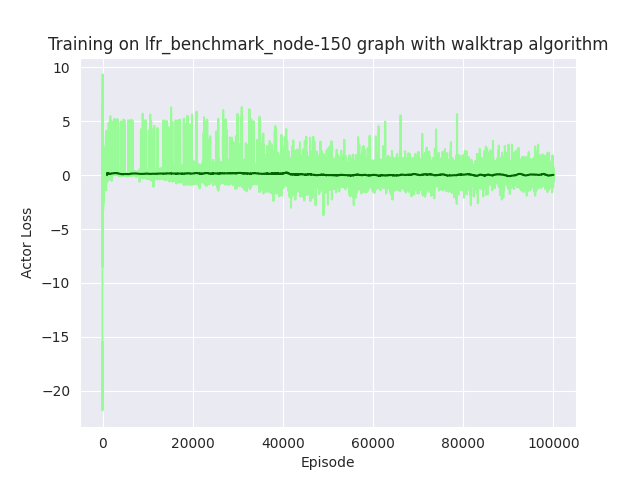 Training on lfr_benchmark_node-150 graph with walktrap algorithm
10
5
0
−5
−10
−15
−20
Actor Loss
0 20000 40000 60000 80000 100000
Episode